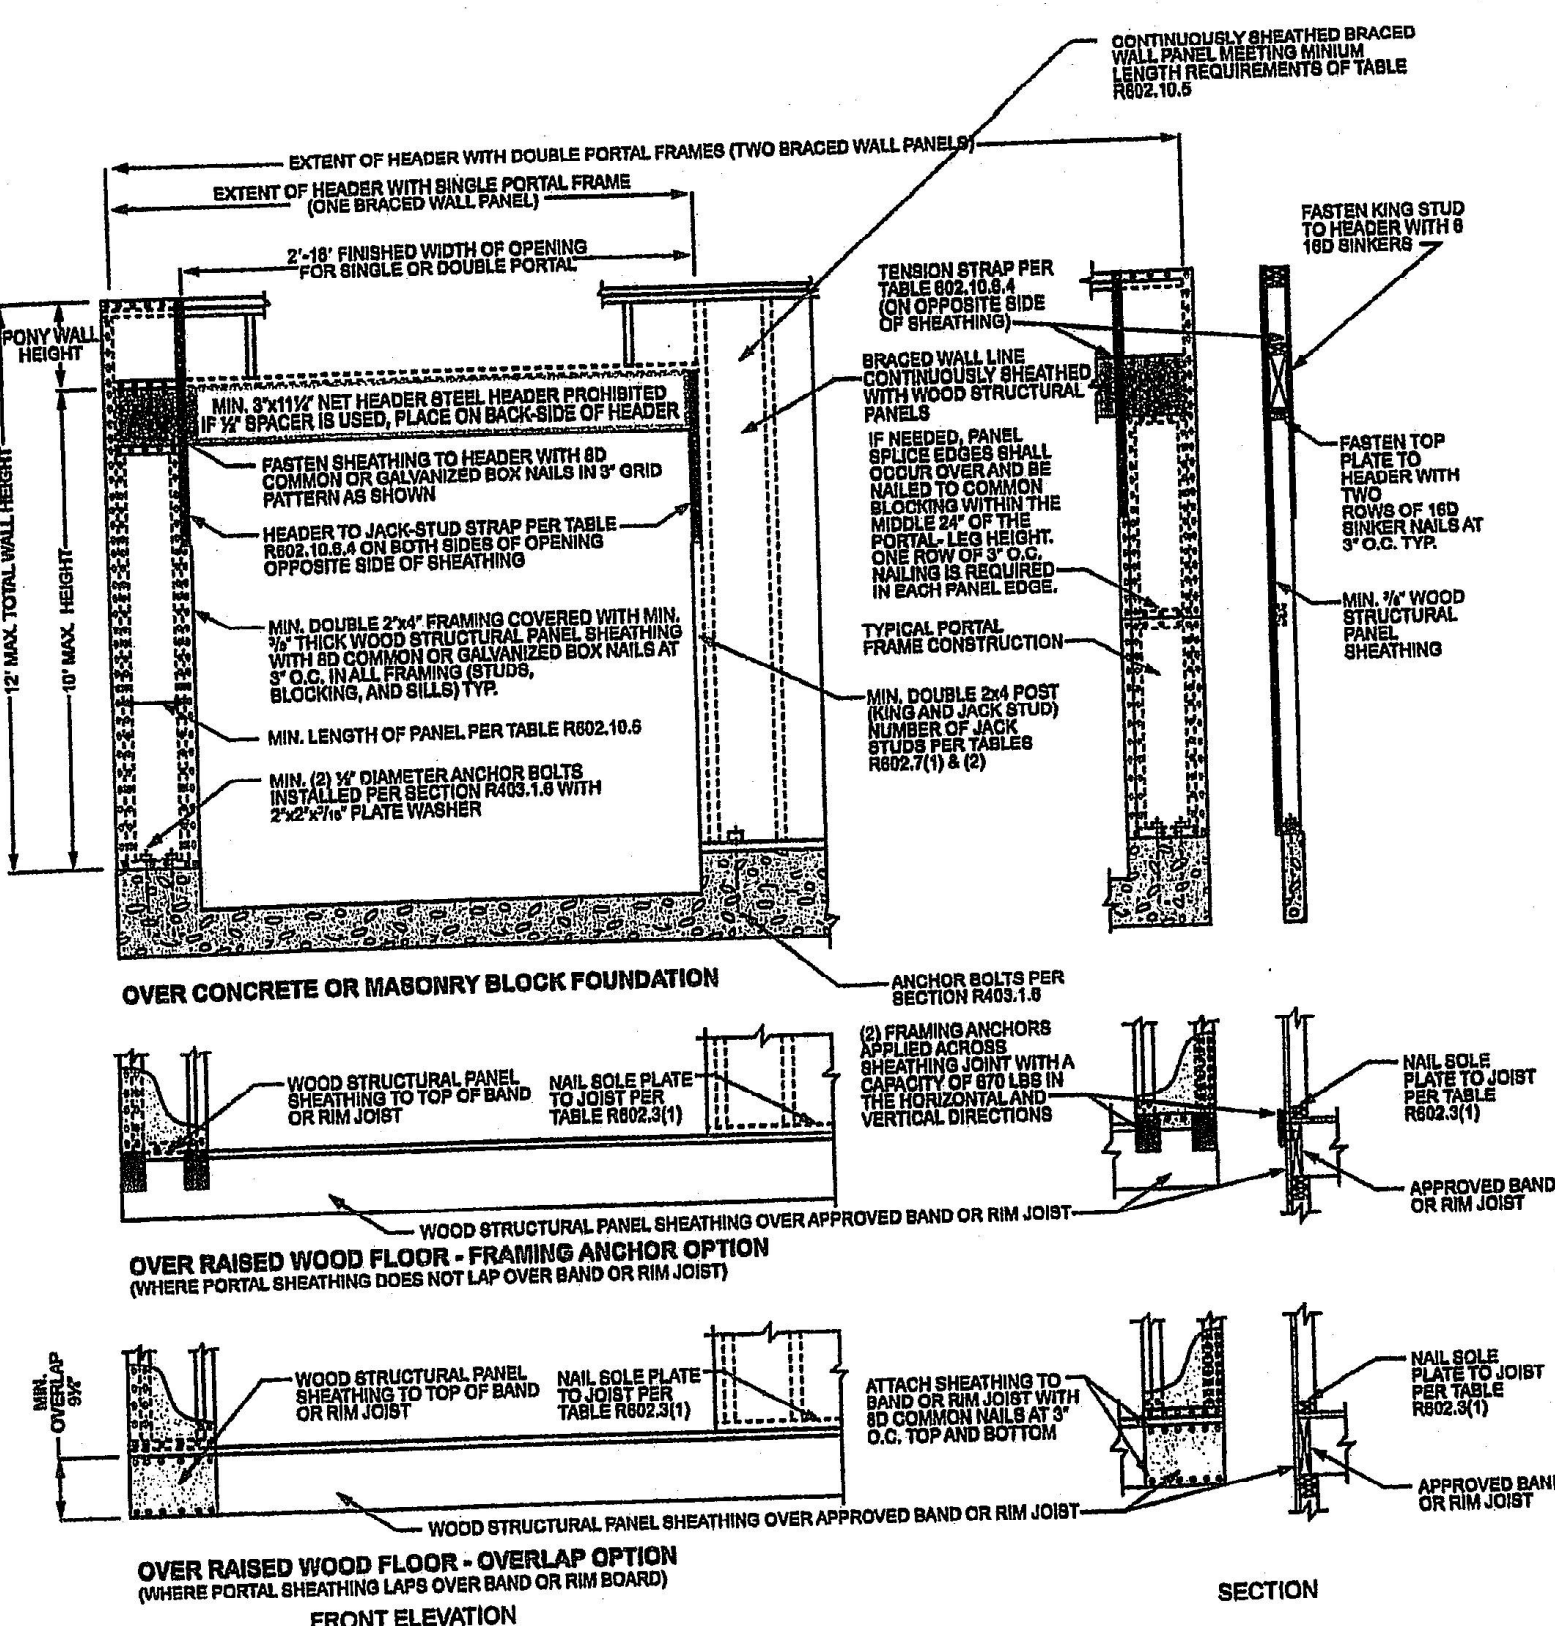 CONTINUOUSLY SHEATHED BRACED
WALL PANEL MEETING MINIUM
LENGTH REQUIREMENTS OF TABLE
R602.10.5
EXTENT OF HEADER WITH DOUBLE PORTAL FRAMES (TWO BRACED WALL PANELS)
EXTENT OF HEADER WITH SINGLE PORTAL FRAME
(ONE BRACED WALL PANEL)
2'-18' FINISHED WIDTH OF OPENING
FOR SINGLE OR DOUBLE PORTAL
FASTEN KING STUD
TO HEADER WITH 6
16D SINKERS
TENSION STRAP PER
TABLE 602.10.6.4
(ON OPPOSITE SIDE
OF SHEATHING)
PONY WALL
HEIGHT
12' MAX. TOTAL WALL HEIGHT
10' MAX. HEIGHT
MIN. 3"x11¼" NET HEADER STEEL HEADER PROHIBITED
IF ½" SPACER IS USED, PLACE ON BACK-SIDE OF HEADER
BRACED WALL LINE
CONTINUOUSLY SHEATHED
WITH WOOD STRUCTURAL
PANELS
FASTEN SHEATHING TO HEADER WITH 8D
COMMON OR GALVANIZED BOX NAILS IN 3" GRID
PATTERN AS SHOWN
IF NEEDED, PANEL
SPLICE EDGES SHALL
OCCUR OVER AND BE
NAILED TO COMMON
BLOCKING WITHIN THE
MIDDLE 24" OF THE
PORTAL- LEG HEIGHT.
ONE ROW OF 3" O.C.
NAILING IS REQUIRED
IN EACH PANEL EDGE.
FASTEN TOP
PLATE TO
HEADER WITH
TWO
ROWS OF 16D
SINKER NAILS AT
3" O.C. TYP.
HEADER TO JACK-STUD STRAP PER TABLE
R602.10.6.4 ON BOTH SIDES OF OPENING
OPPOSITE SIDE OF SHEATHING
MIN. DOUBLE 2"x4" FRAMING COVERED WITH MIN.
⅜" THICK WOOD STRUCTURAL PANEL SHEATHING
WITH 8D COMMON OR GALVANIZED BOX NAILS AT
3" O.C. IN ALL FRAMING (STUDS,
BLOCKING, AND SILLS) TYP.
TYPICAL PORTAL
FRAME CONSTRUCTION
MIN. ⅜" WOOD
STRUCTURAL
PANEL
SHEATHING
MIN. DOUBLE 2x4 POST
(KING AND JACK STUD)
NUMBER OF JACK
STUDS PER TABLES
R602.7(1) & (2)
MIN. LENGTH OF PANEL PER TABLE R602.10.5
MIN. (2) ½" DIAMETER ANCHOR BOLTS
INSTALLED PER SECTION R403.1.6 WITH
2"x2"x³/₁₆" PLATE WASHER
OVER CONCRETE OR MASONRY BLOCK FOUNDATION
ANCHOR BOLTS PER
SECTION R403.1.6
WOOD STRUCTURAL PANEL
SHEATHING TO TOP OF BAND
OR RIM JOIST
NAIL SOLE PLATE
TO JOIST PER
TABLE R602.3(1)
(2) FRAMING ANCHORS
APPLIED ACROSS
SHEATHING JOINT WITH A
CAPACITY OF 670 LBS IN
THE HORIZONTAL AND
VERTICAL DIRECTIONS
NAIL SOLE
PLATE TO JOIST
PER TABLE
R602.3(1)
APPROVED BAND
OR RIM JOIST
WOOD STRUCTURAL PANEL SHEATHING OVER APPROVED BAND OR RIM JOIST
OVER RAISED WOOD FLOOR - FRAMING ANCHOR OPTION
(WHERE PORTAL SHEATHING DOES NOT LAP OVER BAND OR RIM JOIST)
MIN.
OVERLAP
9½"
WOOD STRUCTURAL PANEL
SHEATHING TO TOP OF BAND
OR RIM JOIST
NAIL SOLE PLATE
TO JOIST PER
TABLE R602.3(1)
ATTACH SHEATHING TO
BAND OR RIM JOIST WITH
8D COMMON NAILS AT 3"
O.C. TOP AND BOTTOM
NAIL SOLE
PLATE TO JOIST
PER TABLE
R602.3(1)
APPROVED BAND
OR RIM JOIST
WOOD STRUCTURAL PANEL SHEATHING OVER APPROVED BAND OR RIM JOIST
OVER RAISED WOOD FLOOR - OVERLAP OPTION
(WHERE PORTAL SHEATHING LAPS OVER BAND OR RIM BOARD)
FRONT ELEVATION
SECTION